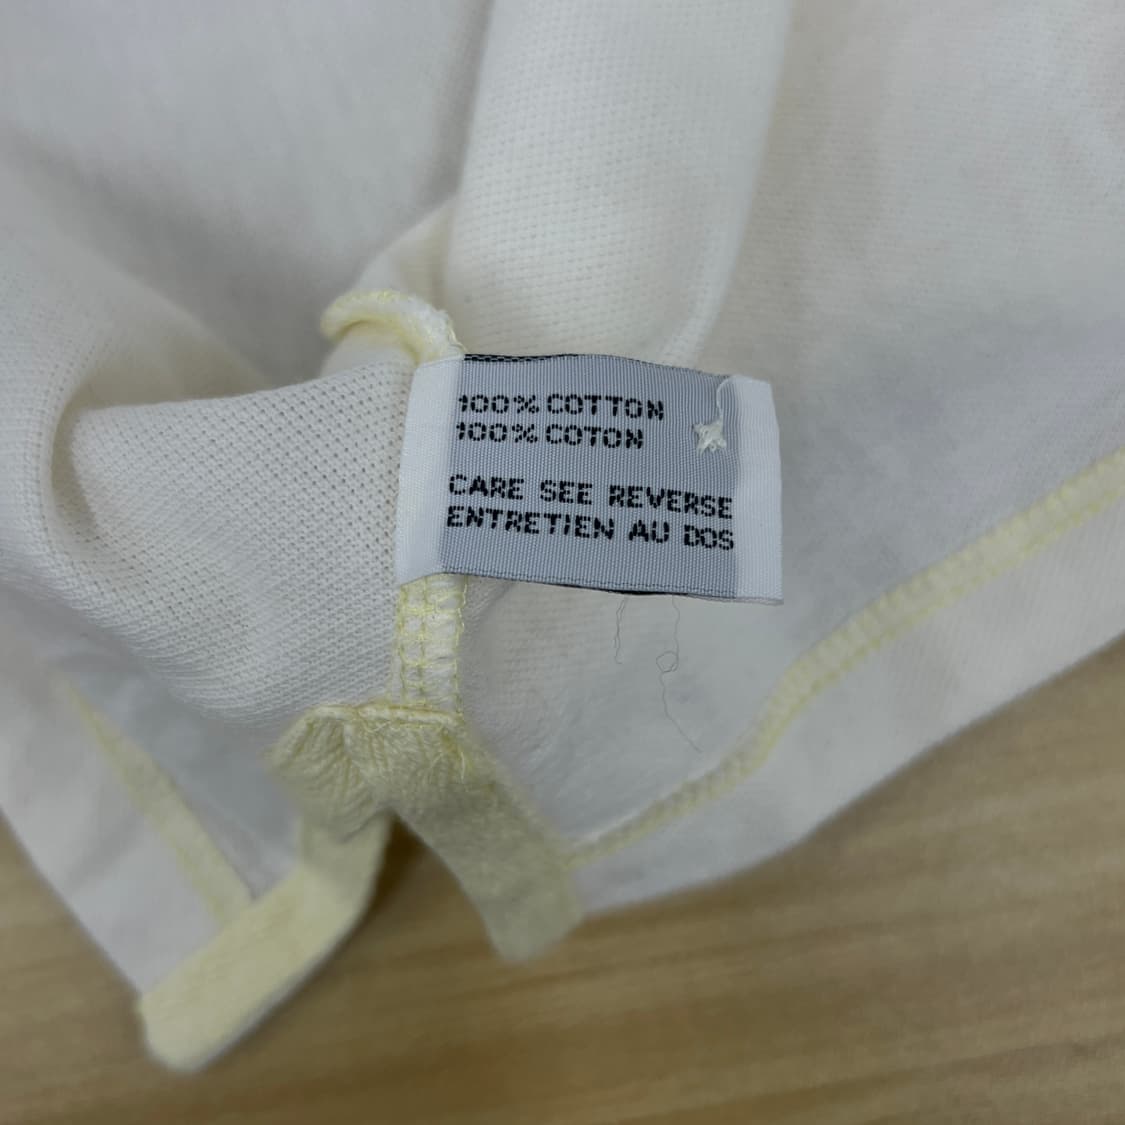 100% COTTON
100% COTON
CARE SEE REVERSE
ENTRETIEN AU DOS